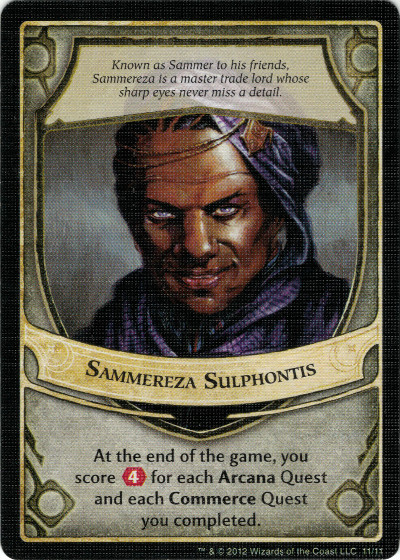 Known as Sammer to his friends,
Sammereza is a master trade lord whose
sharp eyes never miss a detail.
Sammereza Sulphontis
At the end of the game, you
score 4 for each Arcana Quest
and each Commerce Quest
you completed.
™ & © 2012 Wizards of the Coast LLC 11/11